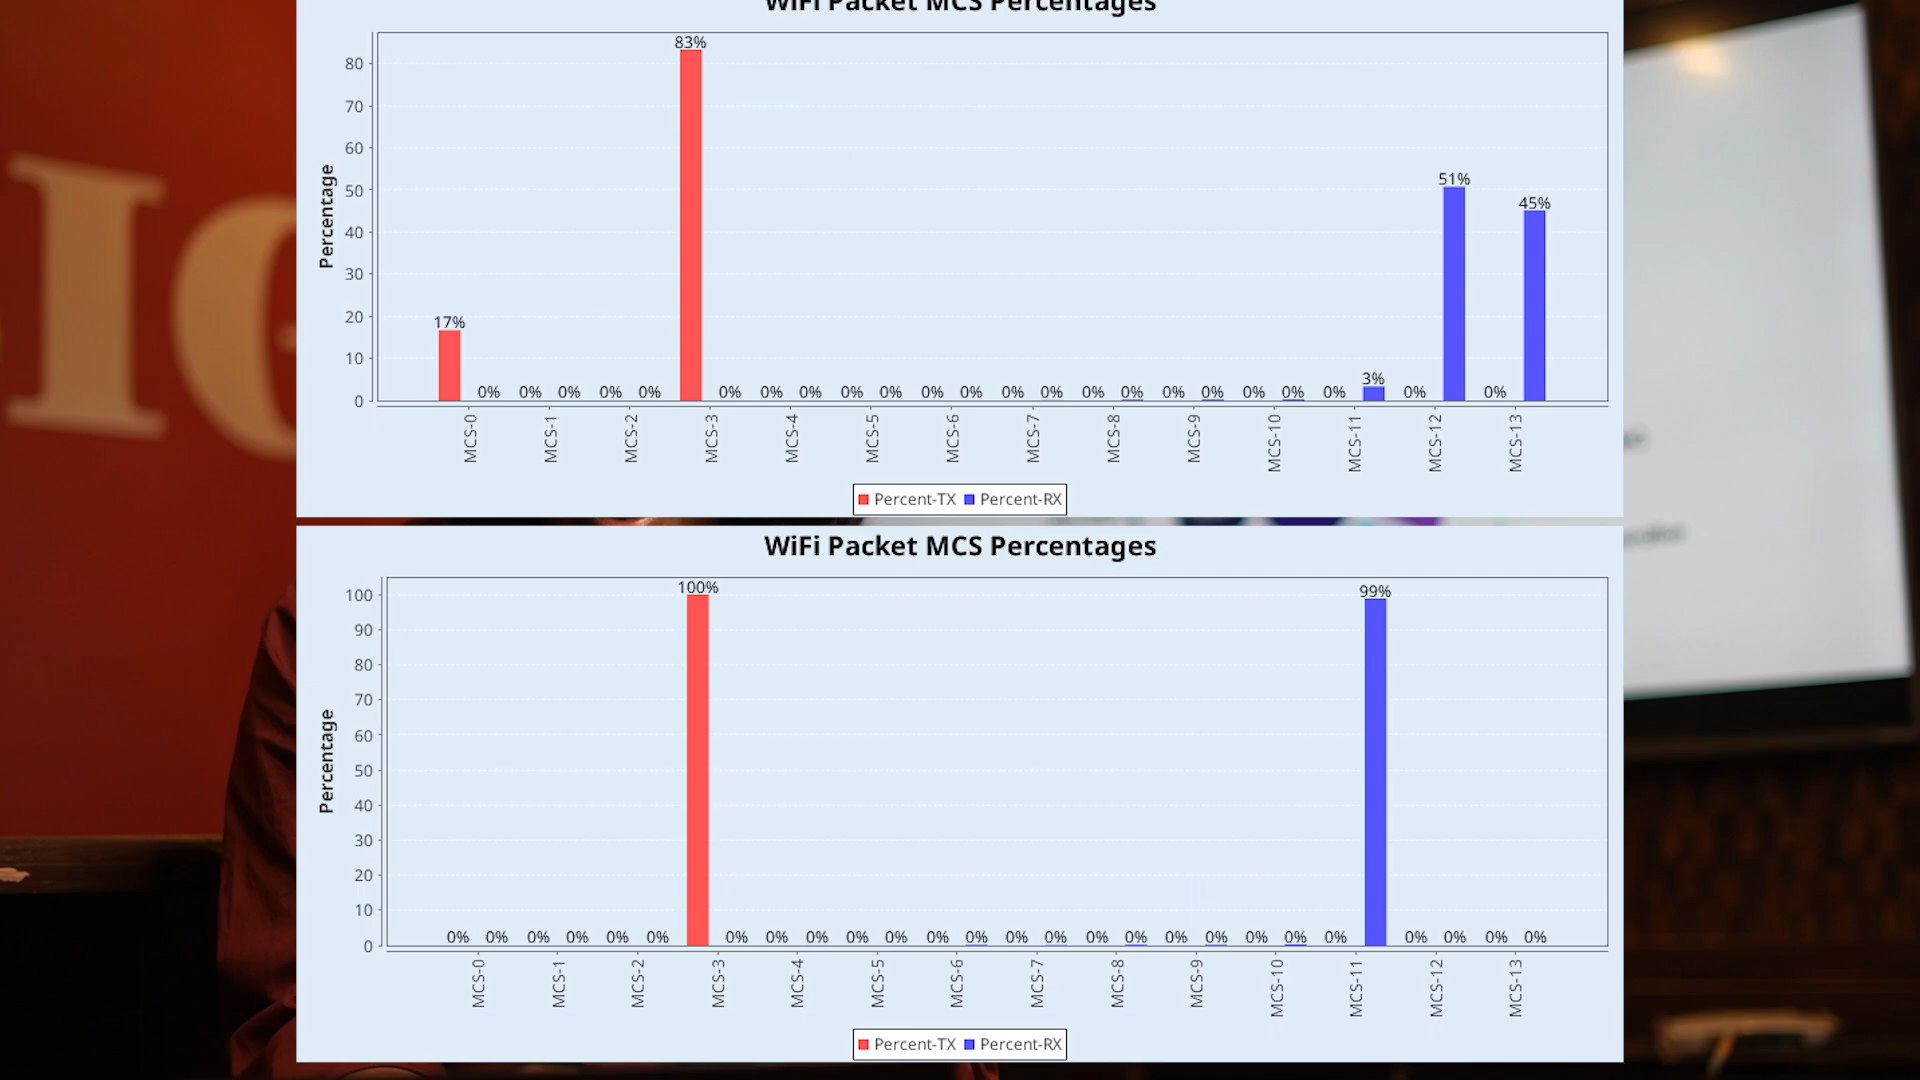 WiFi Packet MCS Percentages
83%
80
70
60
51%
50
45%
40
30
17%
20
10
3%
0% 0% 0% 0% 0% 0% 0% 0% 0% 0% 0% 0% 0% 0% 0% 0% 0% 0% 0% 0% 0% 0% 0%
0
Percentage
MCS-0 MCS-1 MCS-2 MCS-3 MCS-4 MCS-5 MCS-6 MCS-7 MCS-8 MCS-9 MCS-10 MCS-11 MCS-12 MCS-13
Percent-TX Percent-RX
WiFi Packet MCS Percentages
100%
99%
100
90
80
70
60
50
40
30
20
10
0% 0% 0% 0% 0% 0% 0% 0% 0% 0% 0% 0% 0% 0% 0% 0% 0% 0% 0% 0% 0% 0% 0% 0% 0% 0%
0
Percentage
MCS-0 MCS-1 MCS-2 MCS-3 MCS-4 MCS-5 MCS-6 MCS-7 MCS-8 MCS-9 MCS-10 MCS-11 MCS-12 MCS-13
Percent-TX Percent-RX